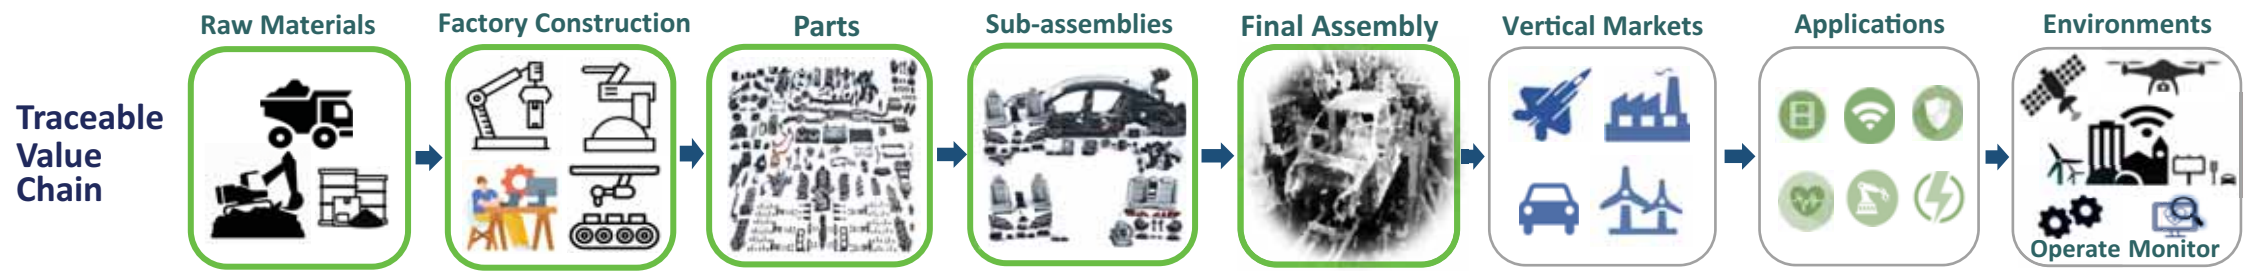 Traceable
Value
Chain
Raw Materials
Factory Construction
Parts
Sub-assemblies
Final Assembly
Vertical Markets
Applications
Environments
Operate Monitor